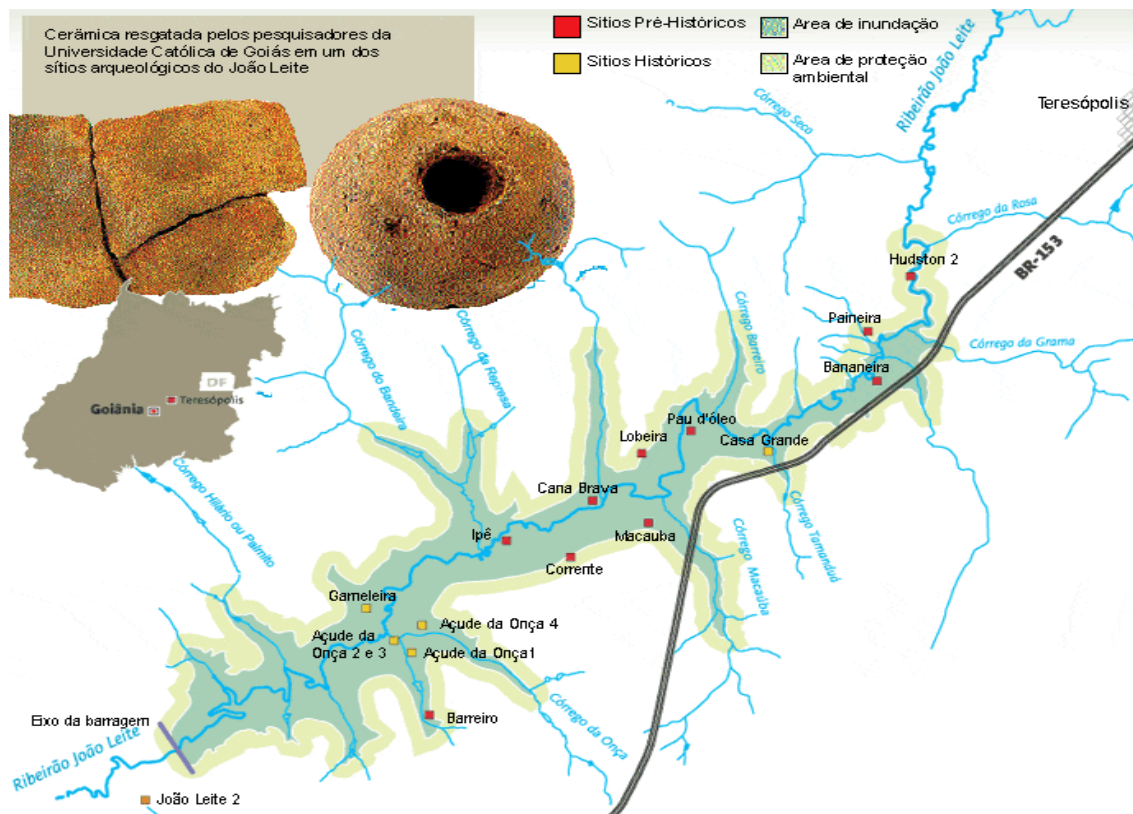 Cerâmica resgatada pelos pesquisadores da
Universidade Católica de Goiás em um dos
sítios arqueológicos do João Leite
Sitios Pré-Históricos
Sitios Históricos
Area de inundação
Area de proteção
ambiental
Ribeirão João Leite
Teresópolis
Córrego Seco
Côrrego da Rosa
BR-153
Hudston 2
Paineira
Córrego da Grama
Bananeira
Córrego Barreiro
Córrego da Represa
Córrego do Bandeira
DF
Teresópolis
Goiânia
Pau d'óleo
Lobeira
Casa Grande
Cana Brava
Córrego Hilário ou Palmito
Ipê
Macauba
Córrego Tamanduá
Corrente
Córrego Macaúba
Gameleira
Açude da Onça 4
Açude da
Onça 2 e 3
Açude da Onça1
Barreiro
Córrego da Onça
Eixo da barragem
Ribeirão João Leite
João Leite 2